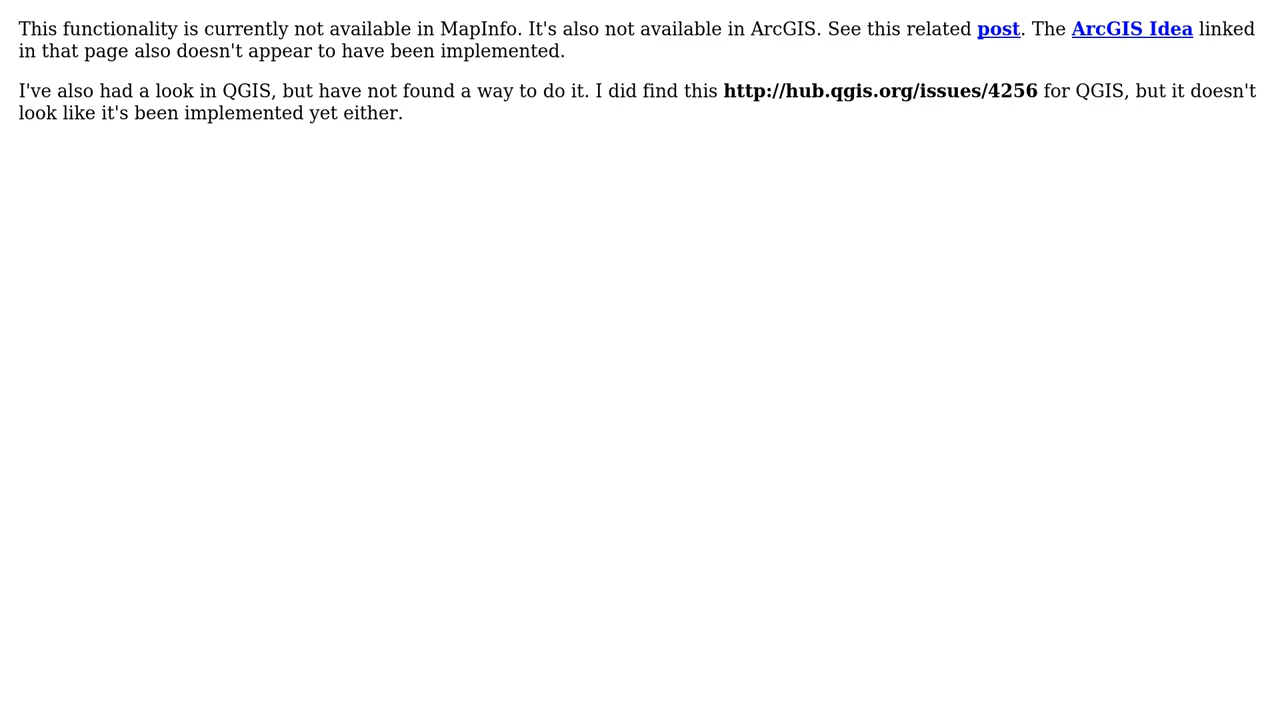 This functionality is currently not available in MapInfo. It's also not available in ArcGIS. See this related post. The ArcGIS Idea linked
in that page also doesn't appear to have been implemented.
I've also had a look in QGIS, but have not found a way to do it. I did find this http://hub.qgis.org/issues/4256 for QGIS, but it doesn't
look like it's been implemented yet either.